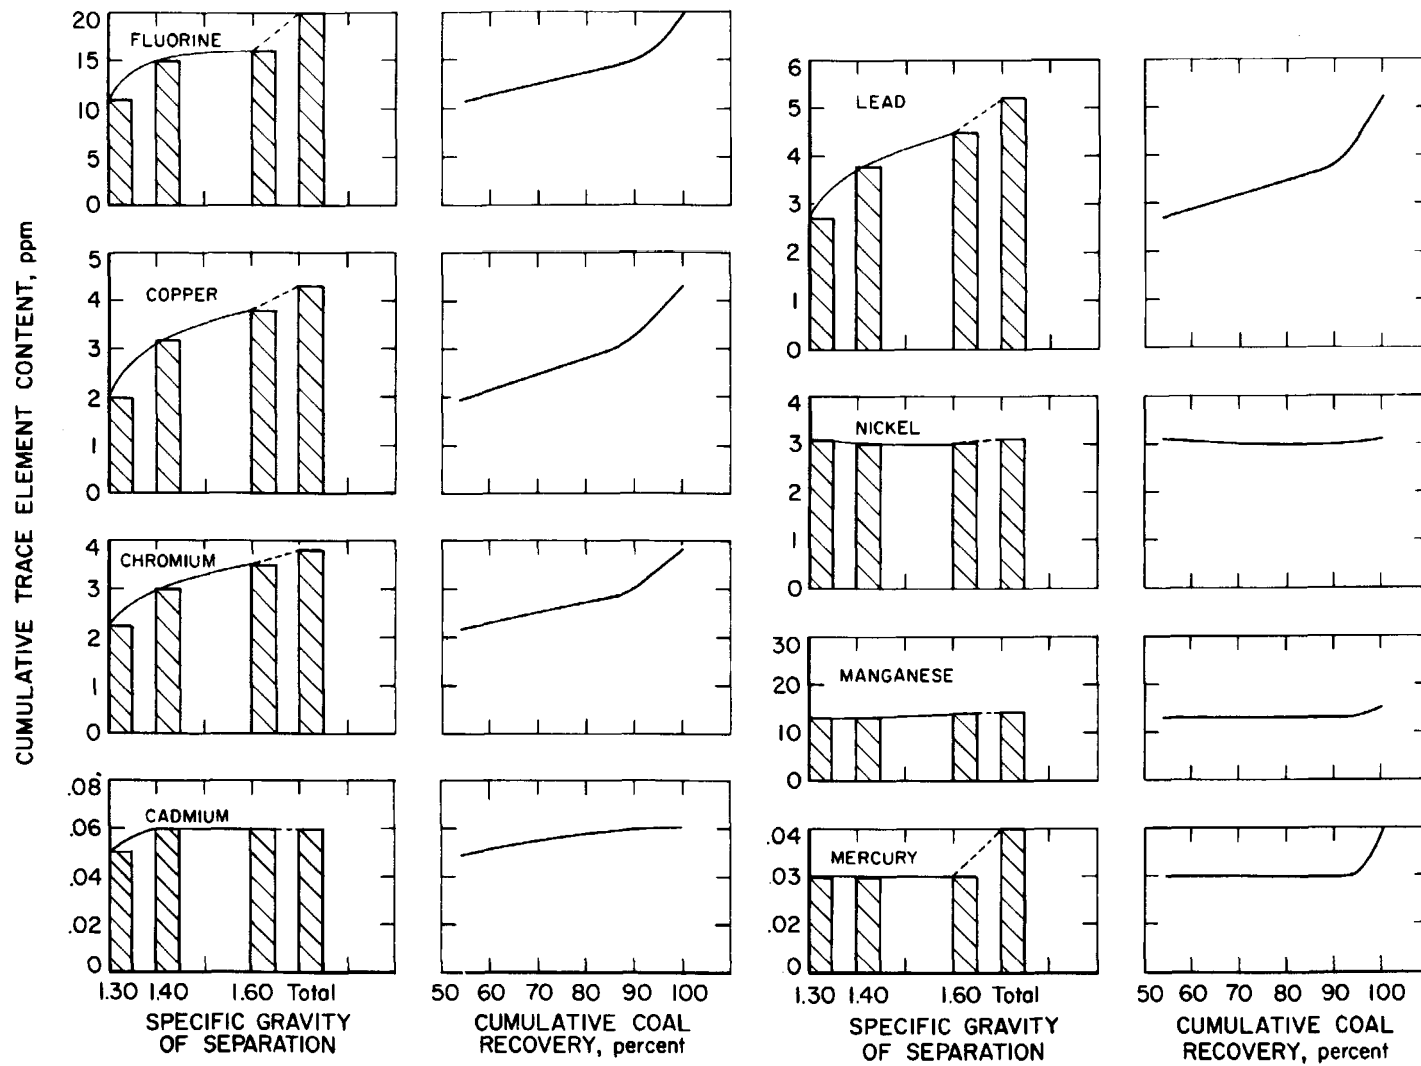 CUMULATIVE TRACE ELEMENT CONTENT, ppm
20
15
10
5
0
FLUORINE
5
4
3
2
1
0
COPPER
4
3
2
1
0
CHROMIUM
.08
.06
.04
.02
0
CADMIUM
1.30 1.40 1.60 Total
SPECIFIC GRAVITY
OF SEPARATION
50 60 70 80 90 100
CUMULATIVE COAL
RECOVERY, percent
6
5
4
3
2
1
0
LEAD
4
3
2
1
0
NICKEL
30
20
10
0
MANGANESE
.04
.03
.02
0
MERCURY
1.30 1.40 1.60 Total
SPECIFIC GRAVITY
OF SEPARATION
50 60 70 80 90 100
CUMULATIVE COAL
RECOVERY, percent